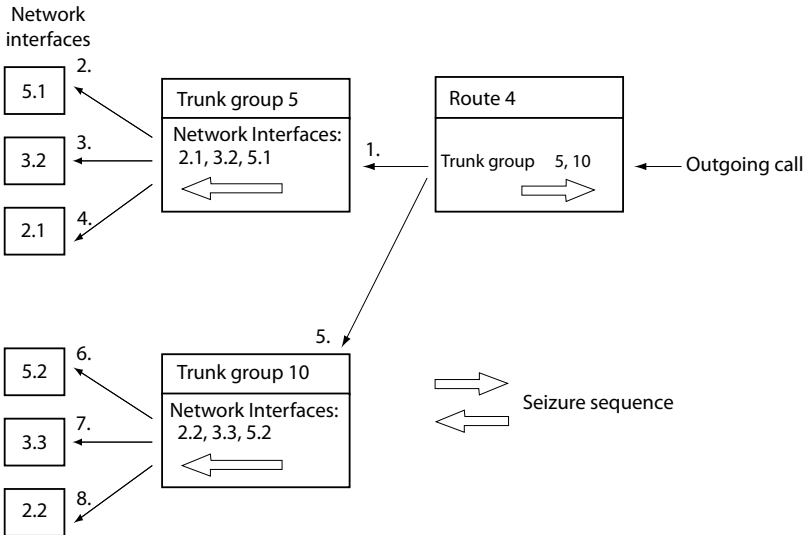 Network
interfaces
2.
5.1
3.
3.2
4.
2.1
Trunk group 5
Network Interfaces:
2.1, 3.2, 5.1
1.
Route 4
Trunk group 5, 10
Outgoing call
5.
6.
5.2
7.
3.3
8.
2.2
Trunk group 10
Network Interfaces:
2.2, 3.3, 5.2
Seizure sequence